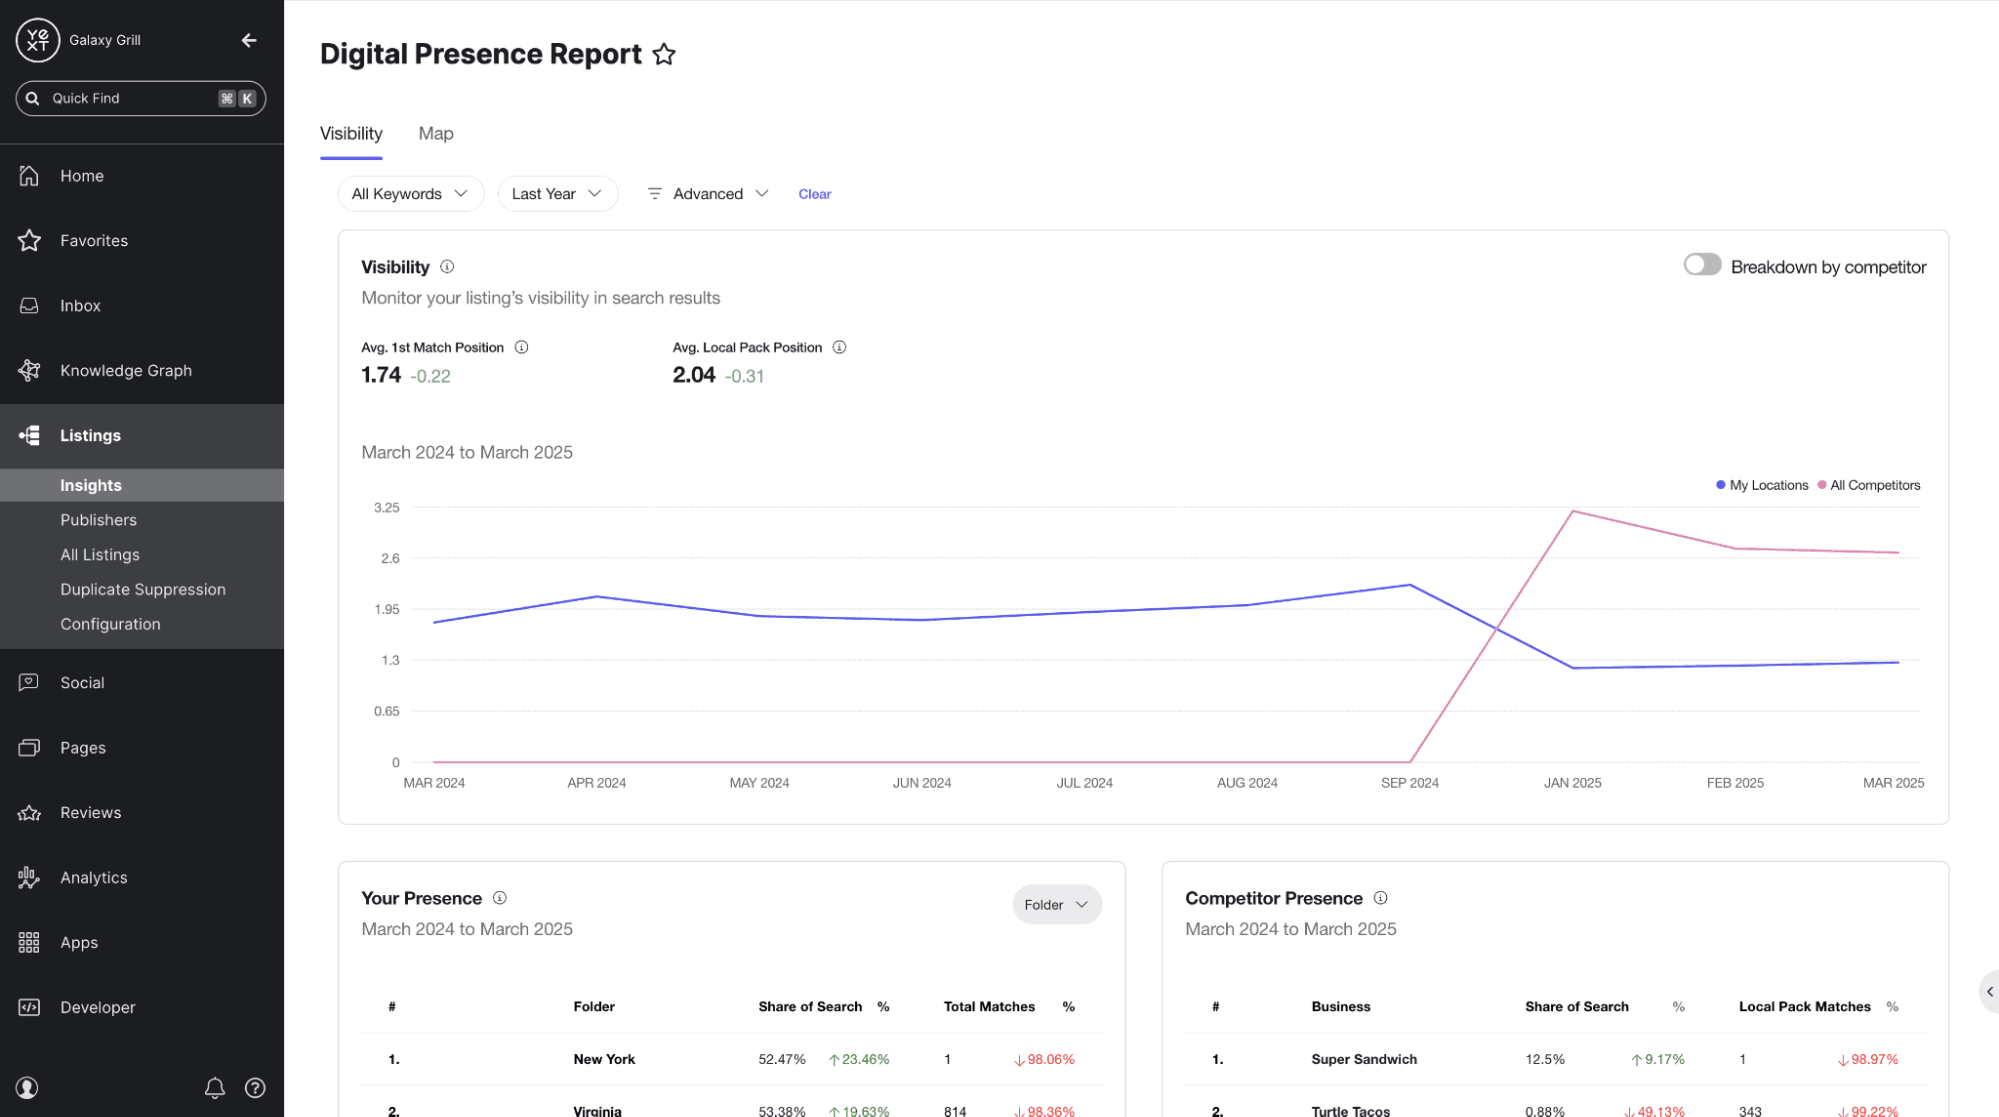 yext
Galaxy Grill
Quick Find ⌘ K
Home
Favorites
Inbox
Knowledge Graph
Listings
Insights
Publishers
All Listings
Duplicate Suppression
Configuration
Social
Pages
Reviews
Analytics
Apps
Developer
Digital Presence Report
Visibility Map
All Keywords Last Year Advanced Clear
Visibility
Breakdown by competitor
Monitor your listing’s visibility in search results
Avg. 1st Match Position Avg. Local Pack Position
1.74 -0.22 2.04 -0.31
March 2024 to March 2025
My Locations All Competitors
3.25
2.6
1.95
1.3
0.65
0
MAR 2024 APR 2024 MAY 2024 JUN 2024 JUL 2024 AUG 2024 SEP 2024 JAN 2025 FEB 2025 MAR 2025
Your Presence
Folder
March 2024 to March 2025
# Folder Share of Search % Total Matches %
1. New York 52.47% ↑23.46% 1 ↓98.06%
2. Virginia 53.38% ↑19.63% 814 ↓98.36%
Competitor Presence
March 2024 to March 2025
# Business Share of Search % Local Pack Matches %
1. Super Sandwich 12.5% ↑9.17% 1 ↓98.97%
2. Turtle Tacos 0.88% ↓49.13% 343 ↓99.22%